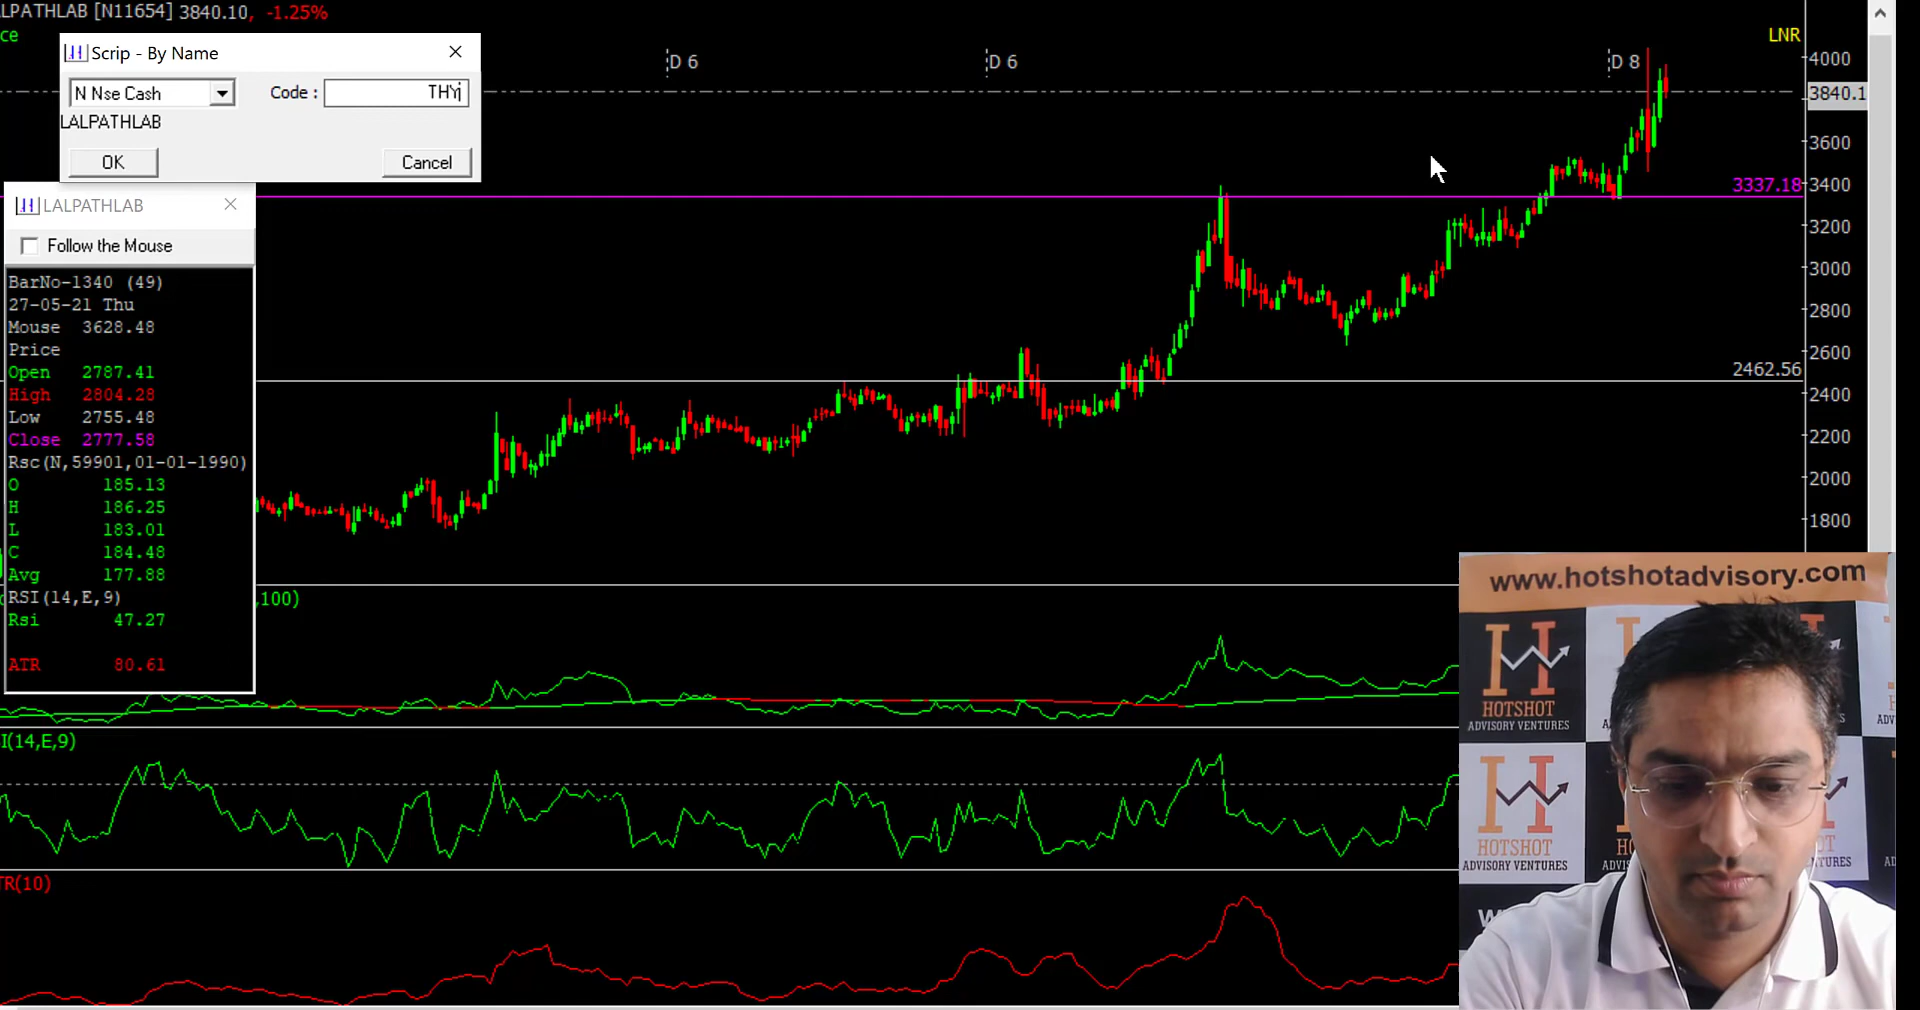 LPATHLAB [N11654] 3840.10, -1.25%
ce
LNR
Scrip - By Name
N Nse Cash
Code :
LALPATHLAB
OK
Cancel
D 6
D 6
D 8
4000
3840.1
3600
3400
3337.18
3200
3000
2800
2600
2462.56
2400
2200
2000
1800
LALPATHLAB
Follow the Mouse
BarNo-1340 (49)
27-05-21 Thu
Mouse 3628.48
Price
Open 2787.41
High 2804.28
Low 2755.48
Close 2777.58
Rsc(N,59901,01-01-1990)
O 185.13
H 186.25
L 183.01
C 184.48
Avg 177.88
RSI(14,E,9)
Rsi 47.27
ATR 80.61
,100)
I(14,E,9)
TR(10)
www.hotshotadvisory.com
HOTSHOT
ADVISORY VENTURES
HOTSHOT
ADVISORY VENTURES